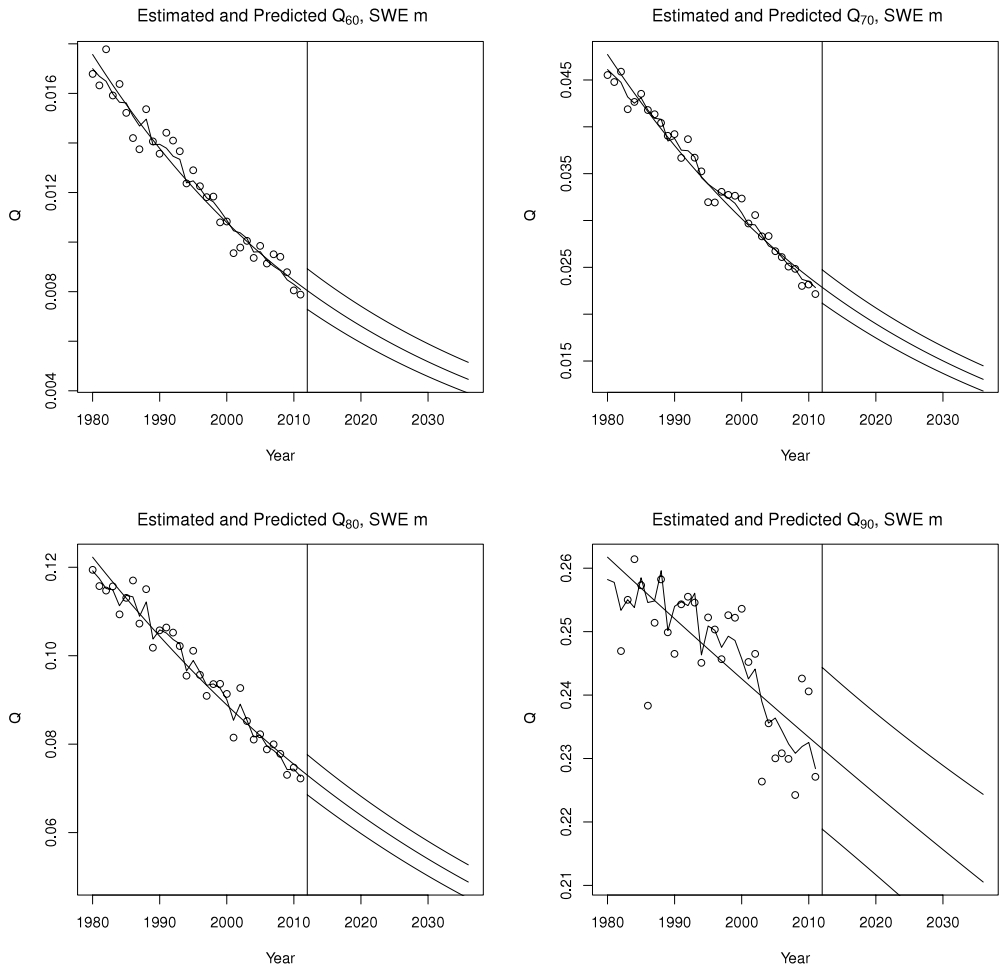 Estimated and Predicted Q60, SWE m
Q
0.004 0.008 0.012 0.016
1980 1990 2000 2010 2020 2030
Year
Estimated and Predicted Q70, SWE m
Q
0.015 0.025 0.035 0.045
1980 1990 2000 2010 2020 2030
Year
Estimated and Predicted Q80, SWE m
Q
0.06 0.08 0.10 0.12
1980 1990 2000 2010 2020 2030
Year
Estimated and Predicted Q90, SWE m
Q
0.21 0.22 0.23 0.24 0.25 0.26
1980 1990 2000 2010 2020 2030
Year